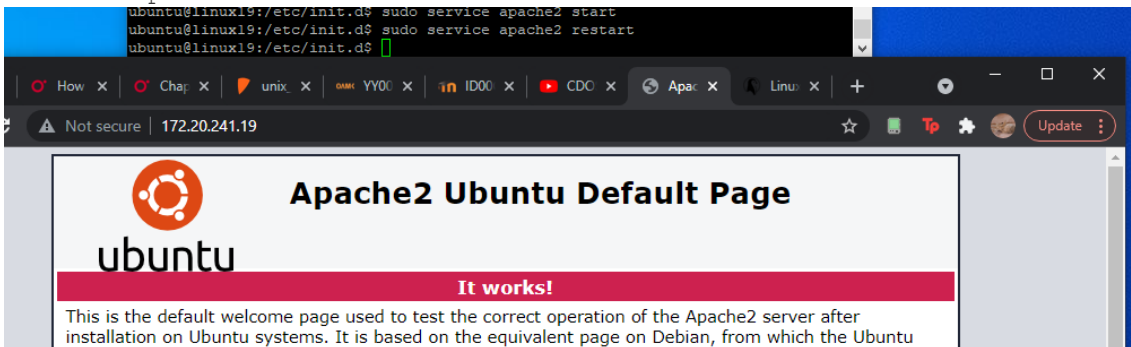 ubuntu@linux19:/etc/init.d$ sudo service apache2 start
ubuntu@linux19:/etc/init.d$ sudo service apache2 restart
ubuntu@linux19:/etc/init.d$
How Chap unix_ YY00 ID00 CDO Apac Linu +
Not secure 172.20.241.19 Tp Update
Apache2 Ubuntu Default Page
ubuntu
It works!
This is the default welcome page used to test the correct operation of the Apache2 server after
installation on Ubuntu systems. It is based on the equivalent page on Debian, from which the Ubuntu